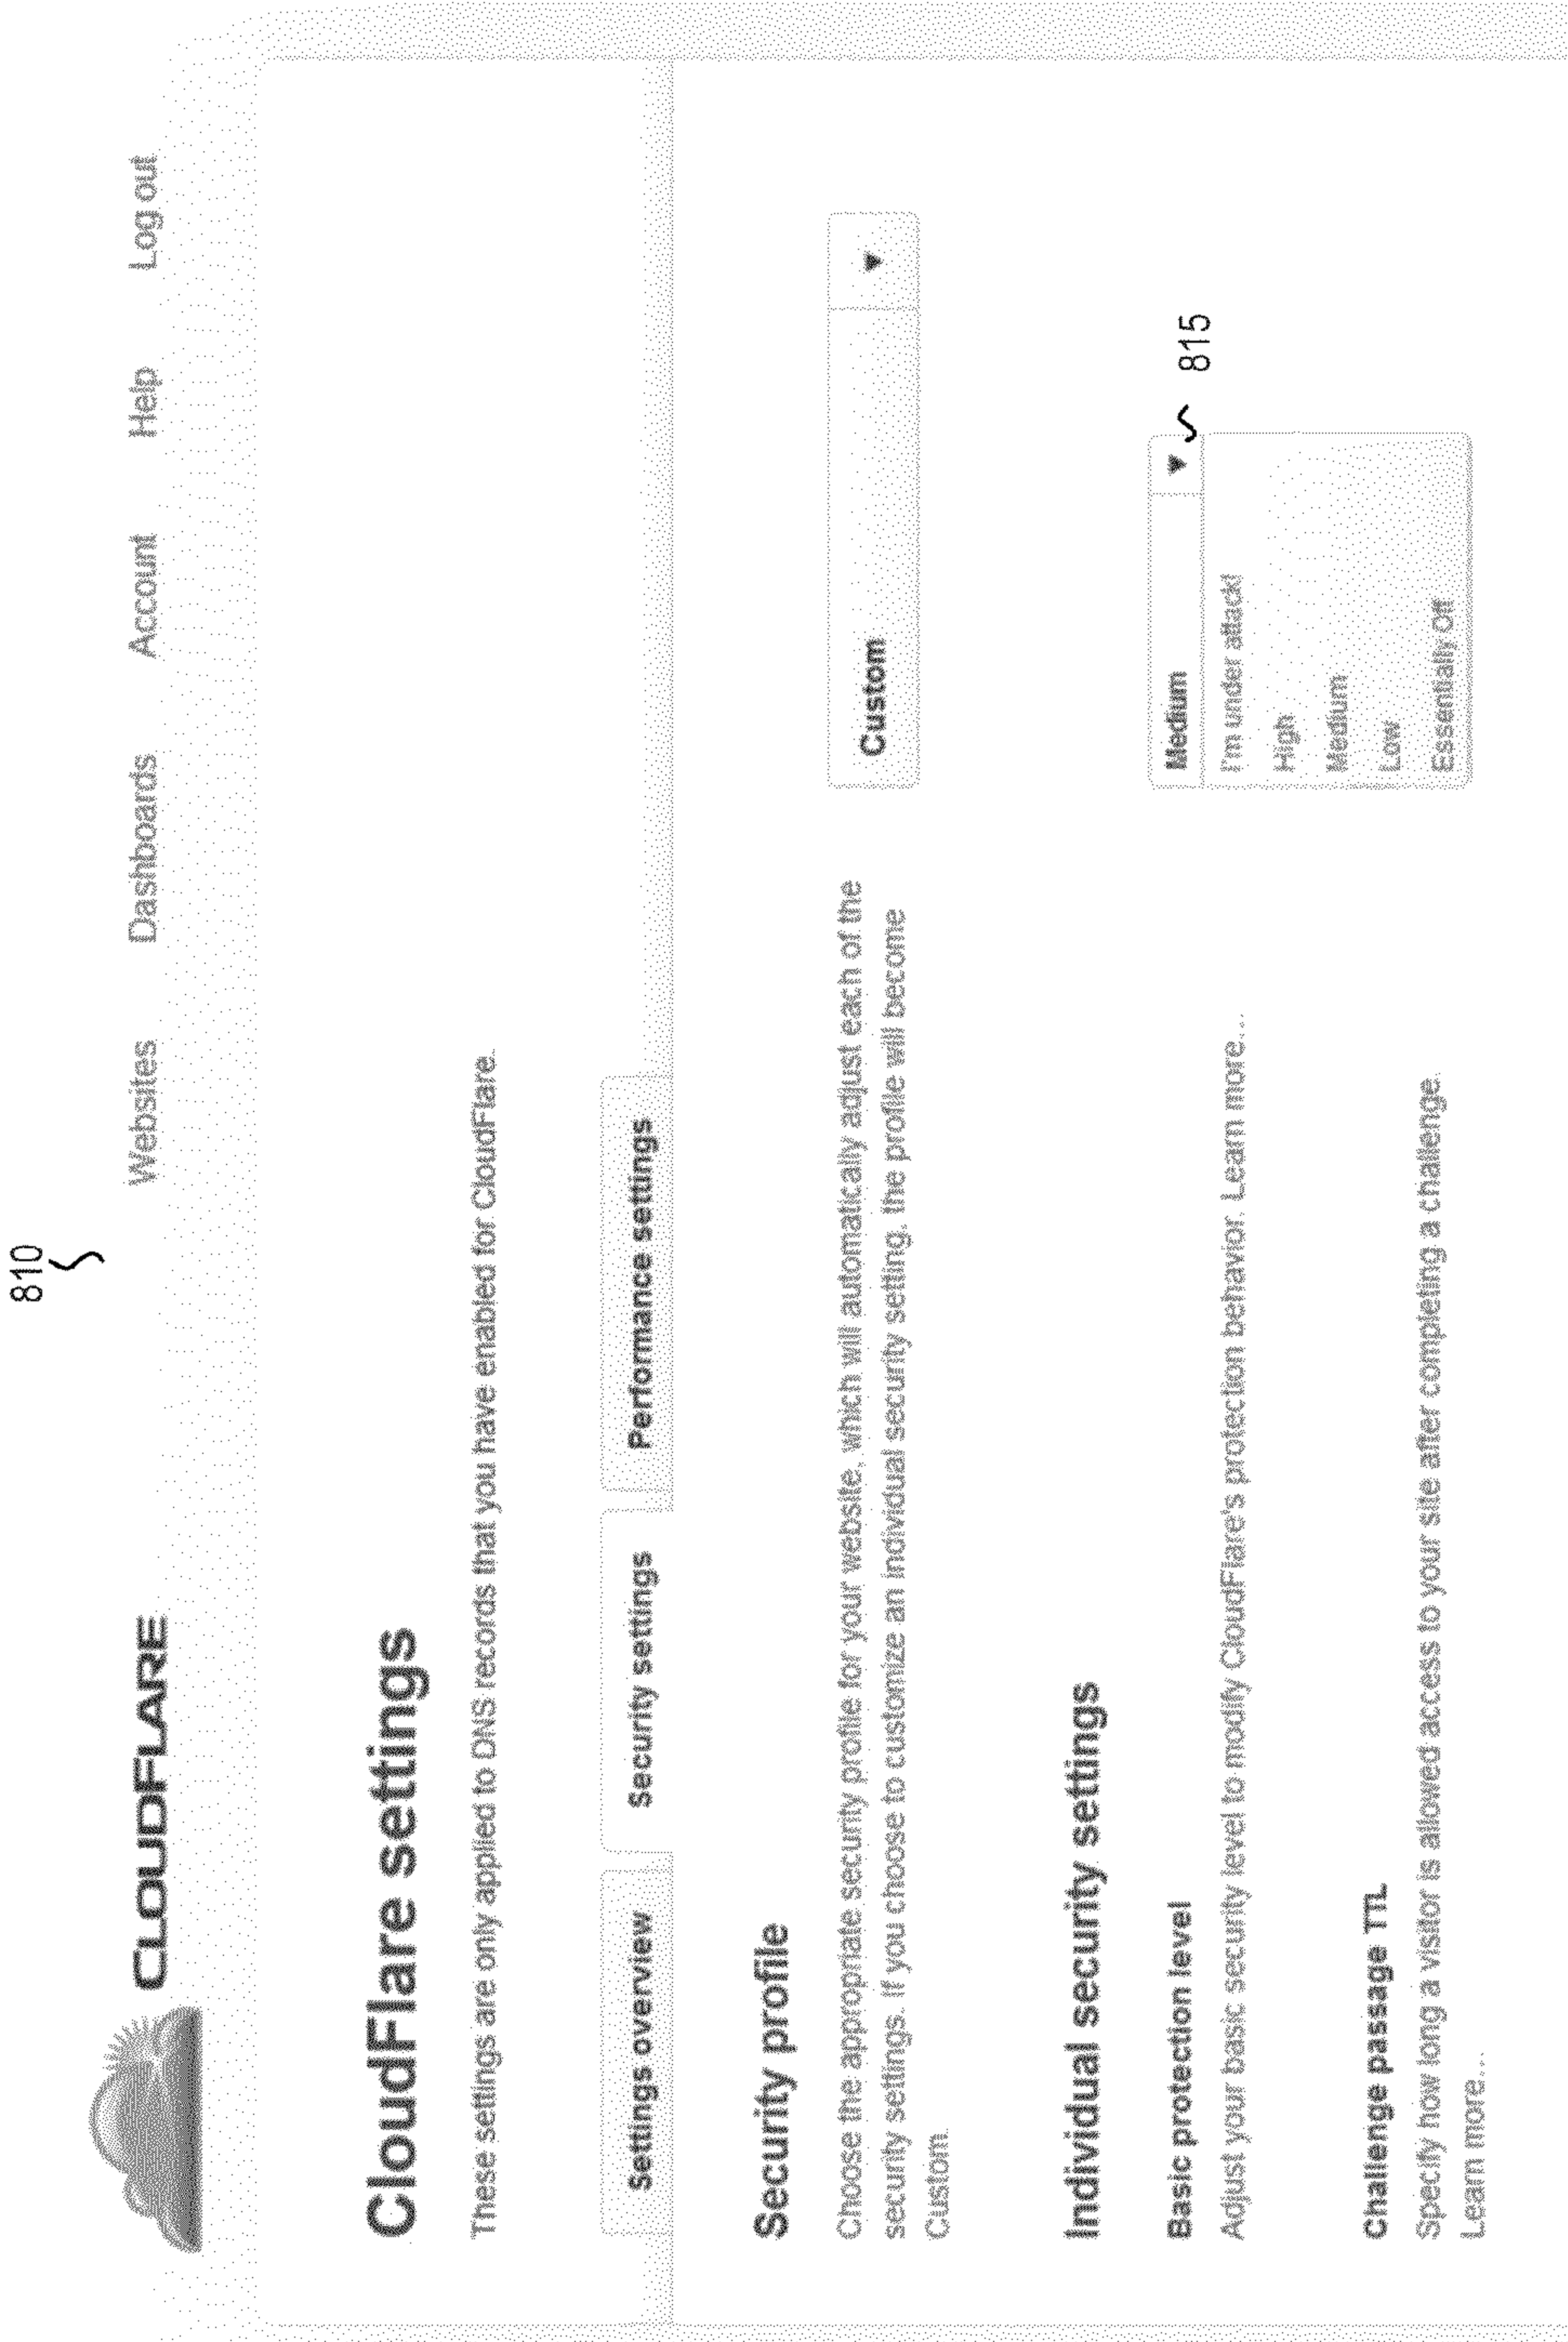 810
CLOUDFLARE
Websites Dashboards Account Help Log out
CloudFlare settings
These settings are only applied to DNS records that you have enabled for CloudFlare.
Settings overview Security settings Performance settings
Security profile
Choose the appropriate security profile for your website, which will automatically adjust each of the
security settings. If you choose to customize an individual security setting, the profile will become
Custom.
Custom
Individual security settings
Basic protection level
Adjust your basic security level to modify CloudFlare's protection behavior. Learn more...
Medium
815
I'm under attack!
High
Medium
Low
Essentially Off
Challenge passage TTL
Specify how long a visitor is allowed access to your site after completing a challenge.
Learn more...